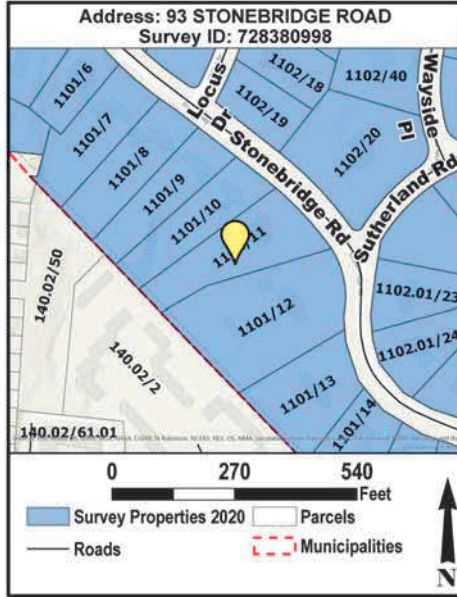 Address: 93 STONEBRIDGE ROAD
Survey ID: 728380998
1101/6
1101/7
1101/8
1101/9
1101/10
1101/11
1101/12
1101/13
1101/14
1102/18
1102/19
1102/40
1102/20
1102.01/23
1102.01/24
140.02/50
140.02/2
140.02/61.01
Locus
Dr
Stonebridge Rd
Wayside
Pl
Sutherland Rd
0 270 540
Feet
Survey Properties 2020
Parcels
Roads
Municipalities
N